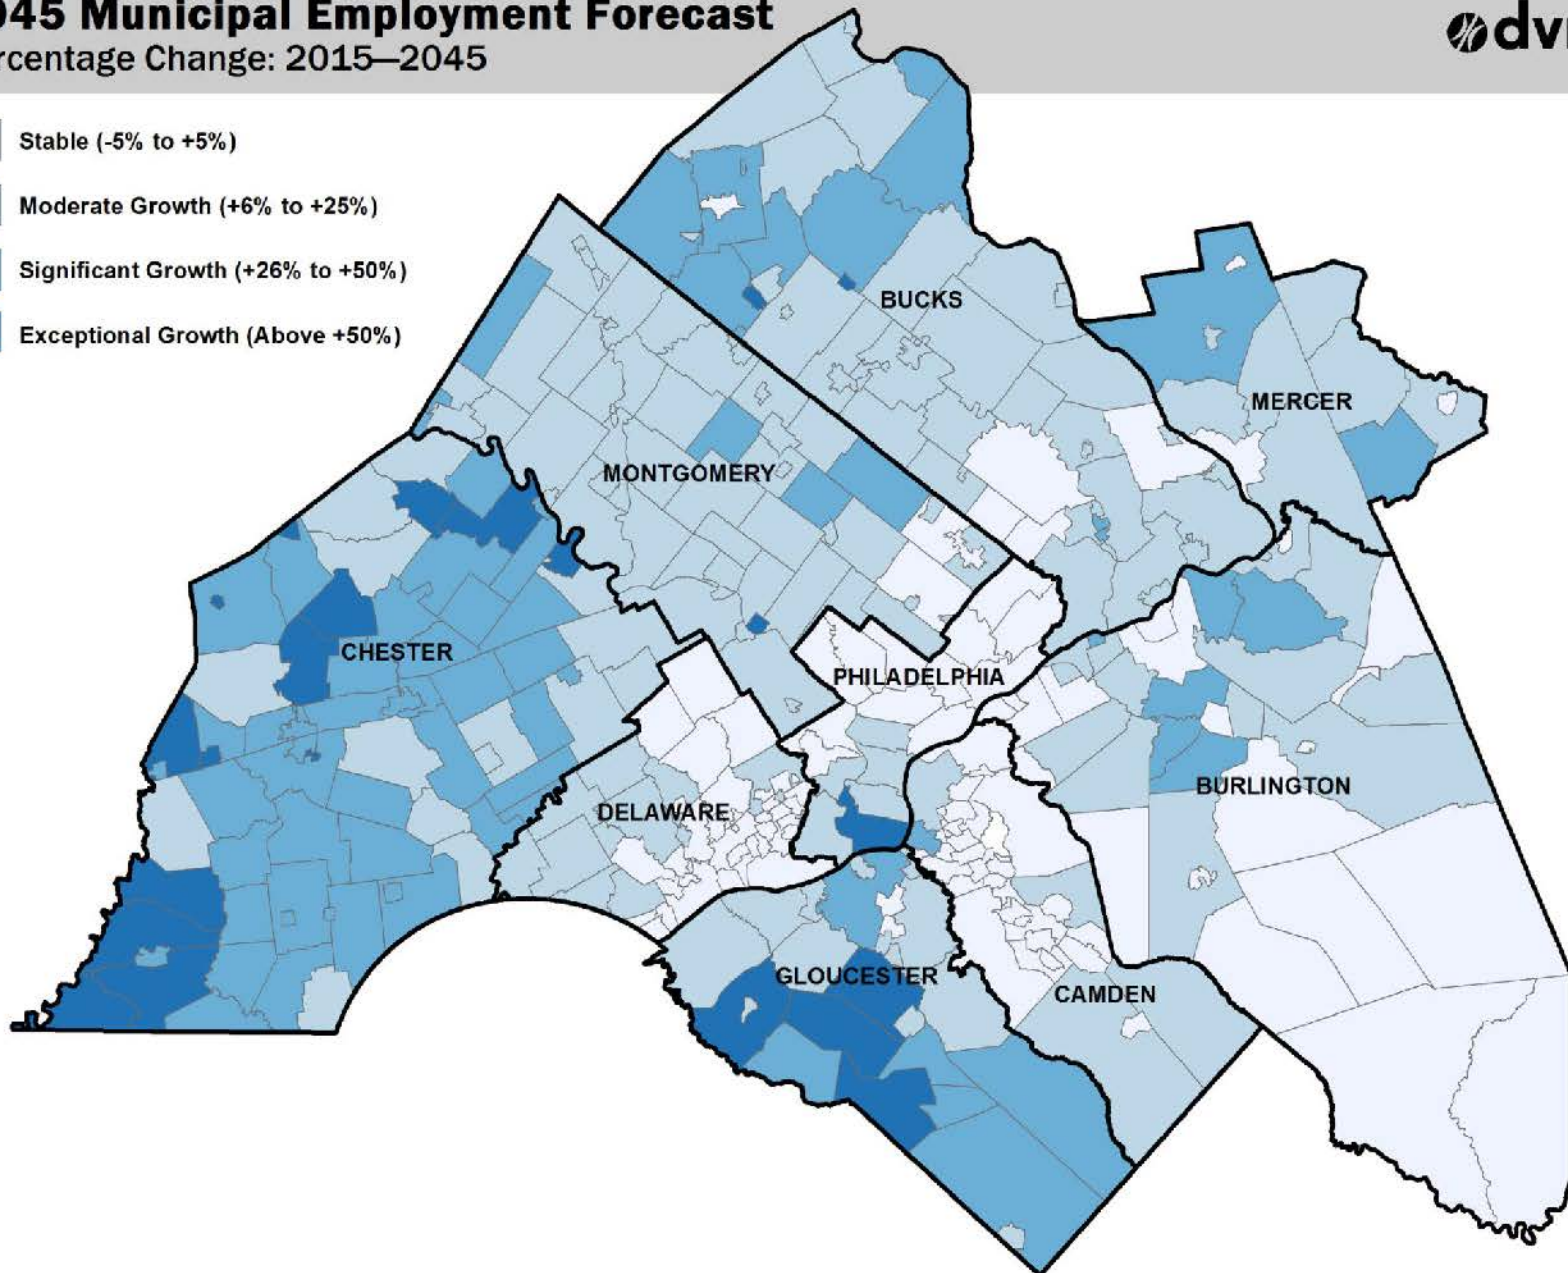 045 Municipal Employment Forecast
rcentage Change: 2015—2045
dv
Stable (-5% to +5%)
Moderate Growth (+6% to +25%)
Significant Growth (+26% to +50%)
Exceptional Growth (Above +50%)
BUCKS
MERCER
MONTGOMERY
CHESTER
PHILADELPHIA
BURLINGTON
DELAWARE
GLOUCESTER
CAMDEN